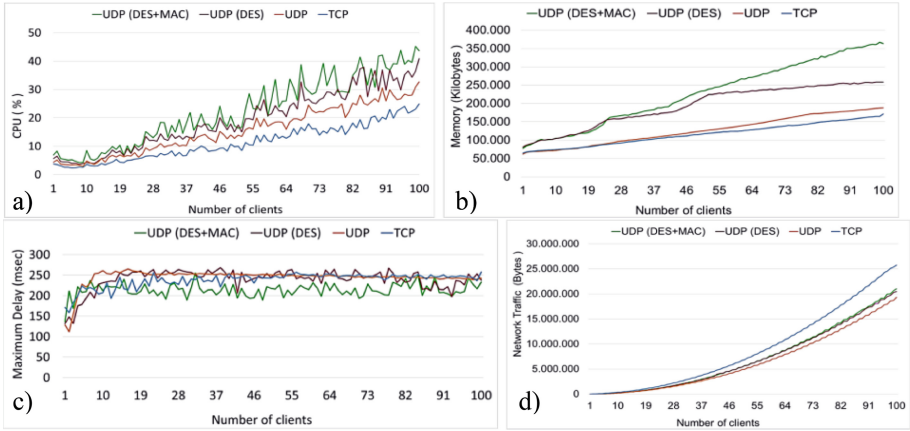 UDP (DES+MAC) UDP (DES) UDP TCP
50
40
30
20
10
0
CPU ( % )
1 10 19 28 37 46 55 64 73 82 91 100
Number of clients
a)
UDP (DES+MAC) UDP (DES) UDP TCP
400.000
350.000
300.000
250.000
200.000
150.000
100.000
50.000
0
Memory (Kilobytes )
1 10 19 28 37 46 55 64 73 82 91 100
Number of clients
b)
UDP (DES+MAC) UDP (DES) UDP TCP
300
250
200
150
100
50
0
Maximum Delay (msec)
1 10 19 28 37 46 55 64 73 82 91 100
Number of clients
c)
UDP (DES+MAC) UDP (DES) UDP TCP
30.000.000
25.000.000
20.000.000
15.000.000
10.000.000
5.000.000
0
Network Traffic (Bytes )
1 10 19 28 37 46 55 64 73 82 91 100
Number of clients
d)